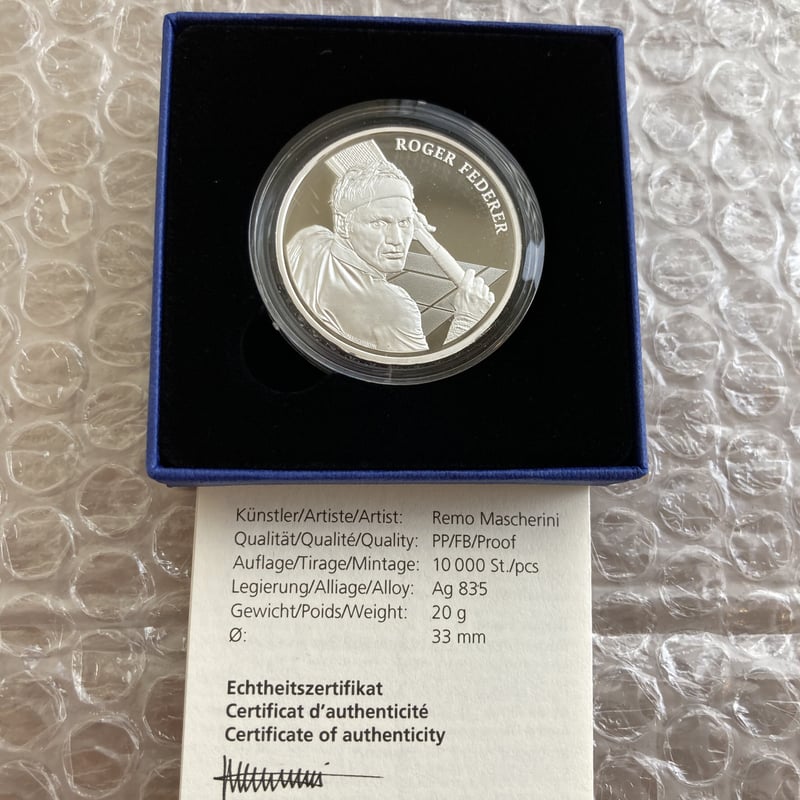 ROGER FEDERER
Künstler/Artiste/Artist: Remo Mascherini
Qualität/Qualité/Quality: PP/FB/Proof
Auflage/Tirage/Mintage: 10 000 St./pcs
Legierung/Alliage/Alloy: Ag 835
Gewicht/Poids/Weight: 20 g
Ø: 33 mm
Echtheitszertifikat
Certificat d'authenticité
Certificate of authenticity